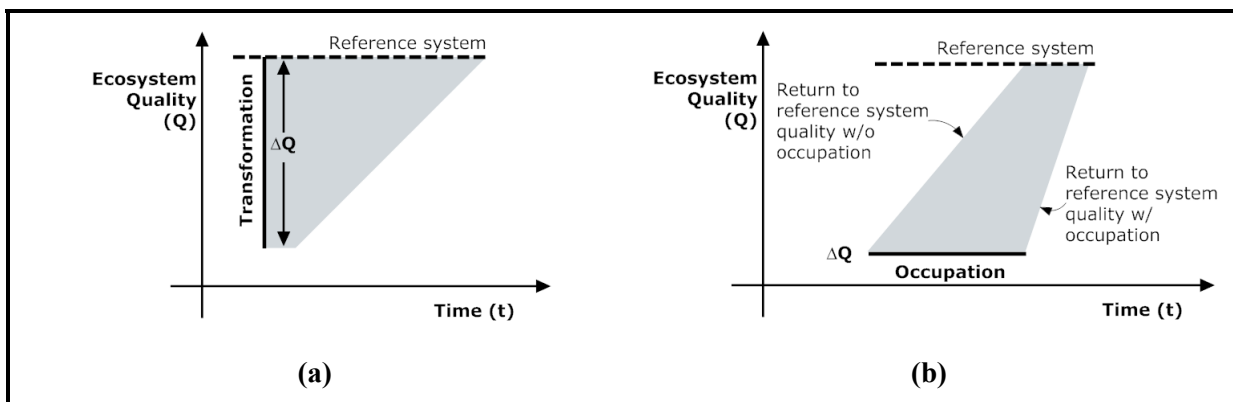 Reference system
Ecosystem
Quality
(Q)
Transformation
ΔQ
Time (t)
(a)
Reference system
Ecosystem
Quality
(Q)
Return to
reference system
quality w/o
occupation
Return to
reference system
quality w/
occupation
ΔQ
Occupation
Time (t)
(b)